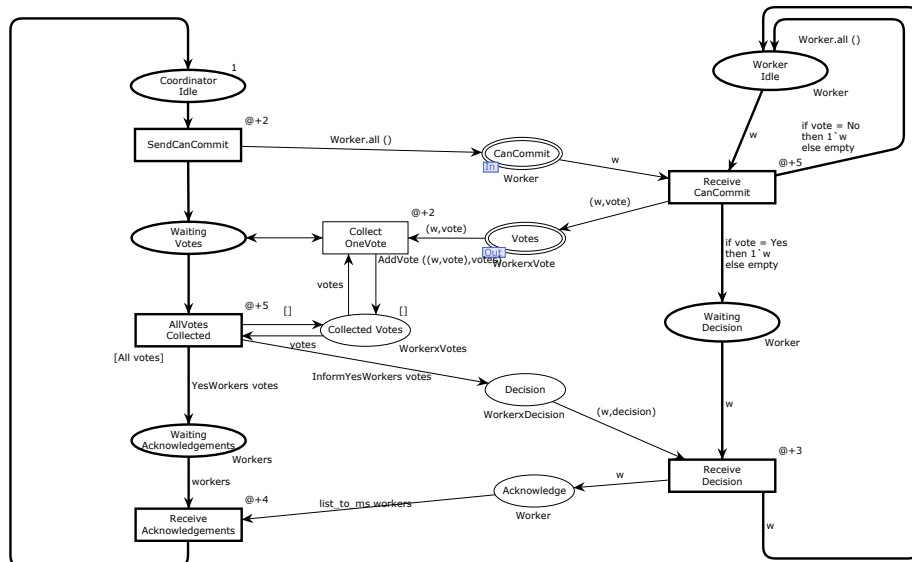 Worker.all ()
1
Coordinator
Idle
Worker
Idle
Worker
@+2
SendCanCommit
Worker.all ()
CanCommit
In
Worker
w
w
if vote = No
then 1`w
else empty
@+5
Receive
CanCommit
(w,vote)
@+2
Collect
OneVote
(w,vote)
Votes
Out
WorkerxVote
Waiting
Votes
AddVote ((w,vote),votes)
votes
if vote = Yes
then 1`w
else empty
@+5
[]
[]
AllVotes
Collected
Collected Votes
WorkerxVotes
votes
[All votes]
Waiting
Decision
Worker
InformYesWorkers votes
YesWorkers votes
Decision
WorkerxDecision
(w,decision)
w
Waiting
Acknowledgements
Workers
@+3
Receive
Decision
workers
w
Acknowledge
Worker
@+4
list_to_ms workers
Receive
Acknowledgements
w